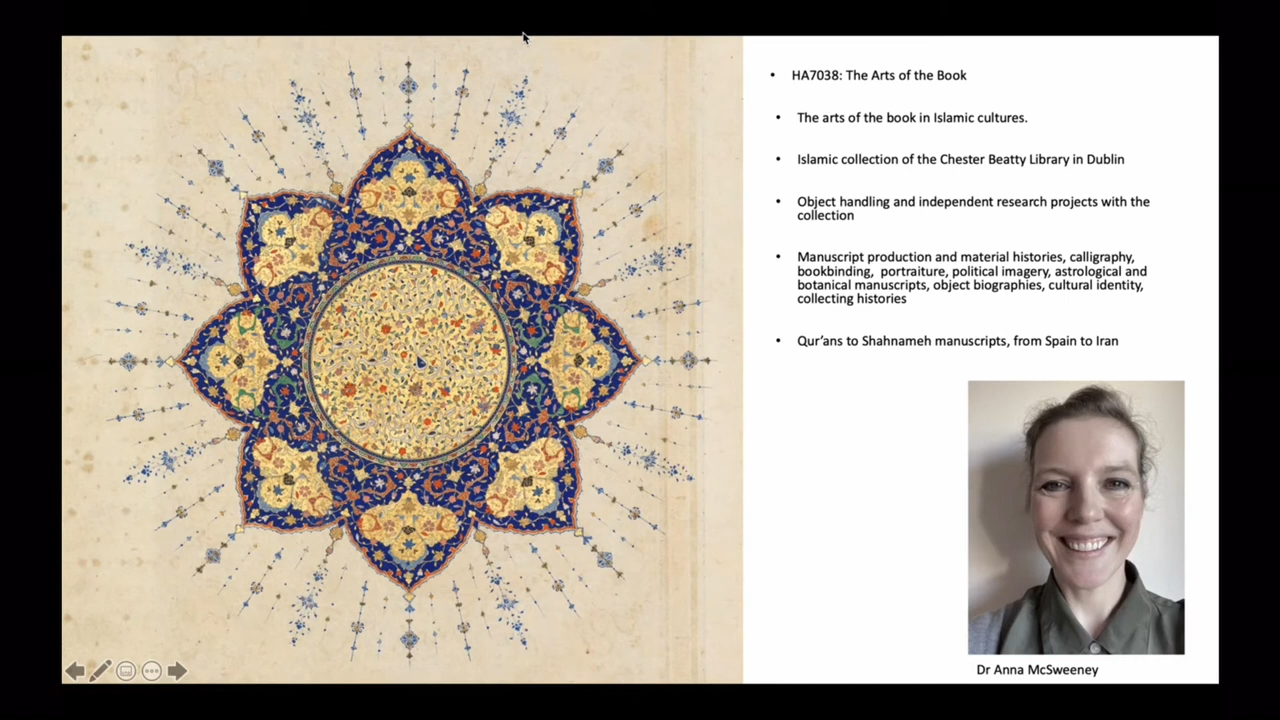 • HA7038: The Arts of the Book
• The arts of the book in Islamic cultures.
• Islamic collection of the Chester Beatty Library in Dublin
• Object handling and independent research projects with the
collection
• Manuscript production and material histories, calligraphy,
bookbinding, portraiture, political imagery, astrological and
botanical manuscripts, object biographies, cultural identity,
collecting histories
• Qur’ans to Shahnameh manuscripts, from Spain to Iran
Dr Anna McSweeney